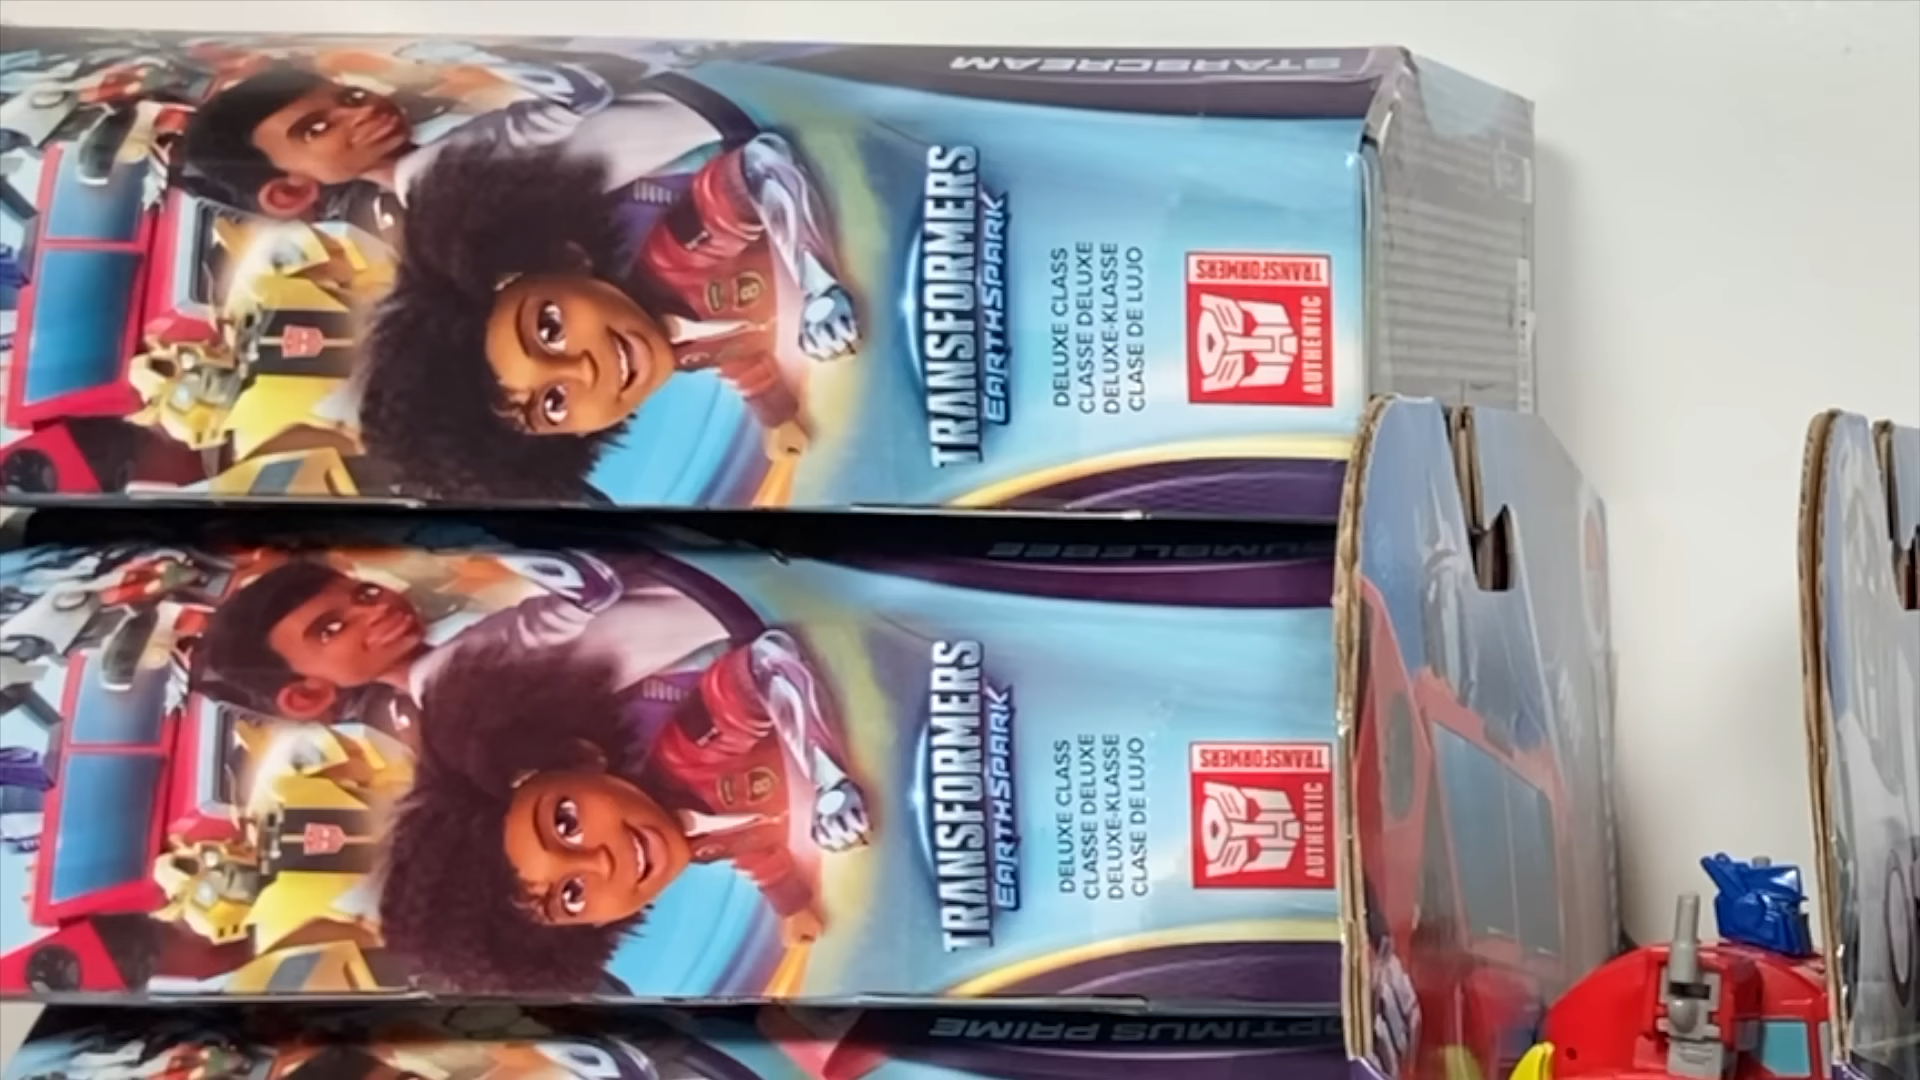 STARSCREAM
TRANSFORMERS
EARTHSPARK
DELUXE CLASS
CLASSE DELUXE
DELUXE-KLASSE
CLASE DE LUJO
TRANSFORMERS
AUTHENTIC
BUMBLEBEE
TRANSFORMERS
EARTHSPARK
DELUXE CLASS
CLASSE DELUXE
DELUXE-KLASSE
CLASE DE LUJO
TRANSFORMERS
AUTHENTIC
OPTIMUS PRIME